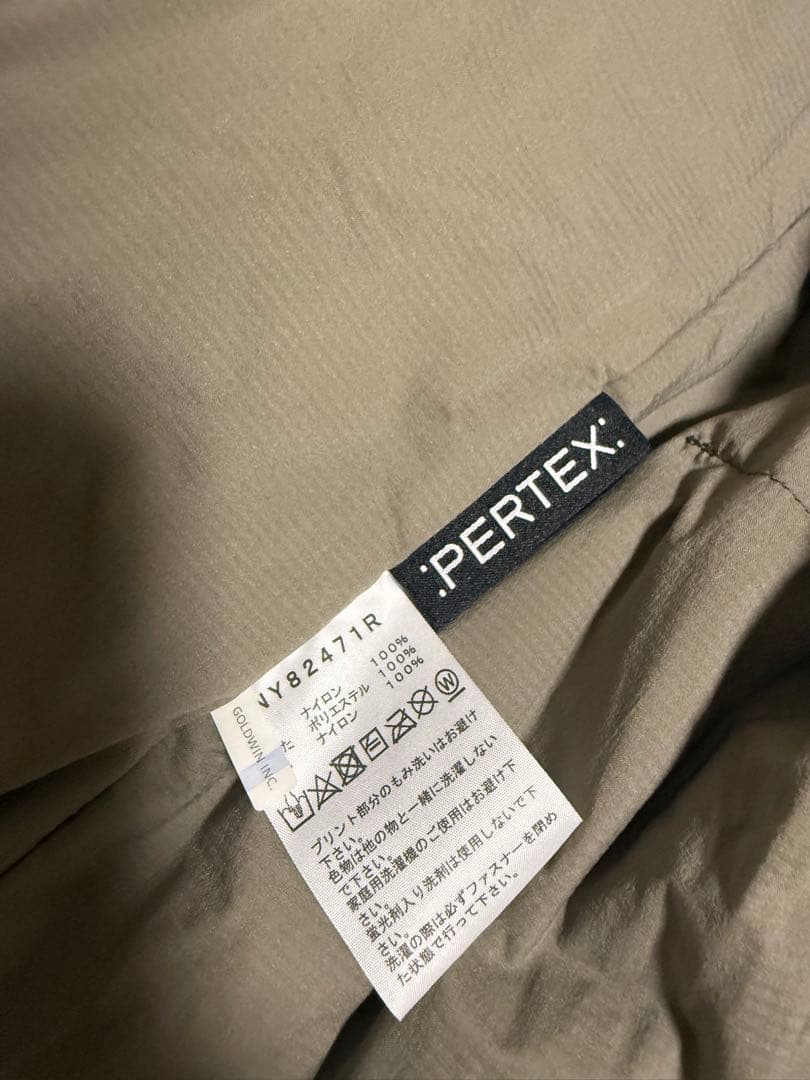 PERTEX
NY82471R
ナイロン 100%
ポリエステル 100%
ナイロン 100%
GOLDWIN INC.
プリント部分のもみ洗いはお避け
下さい。
色物は他の物と一緒に洗濯しない
で下さい。
家庭用洗濯機のご使用はお避け下
さい。
蛍光剤入り洗剤は使用しないで下
さい。
洗濯の際は必ずファスナーを閉め
た状態で行って下さい。